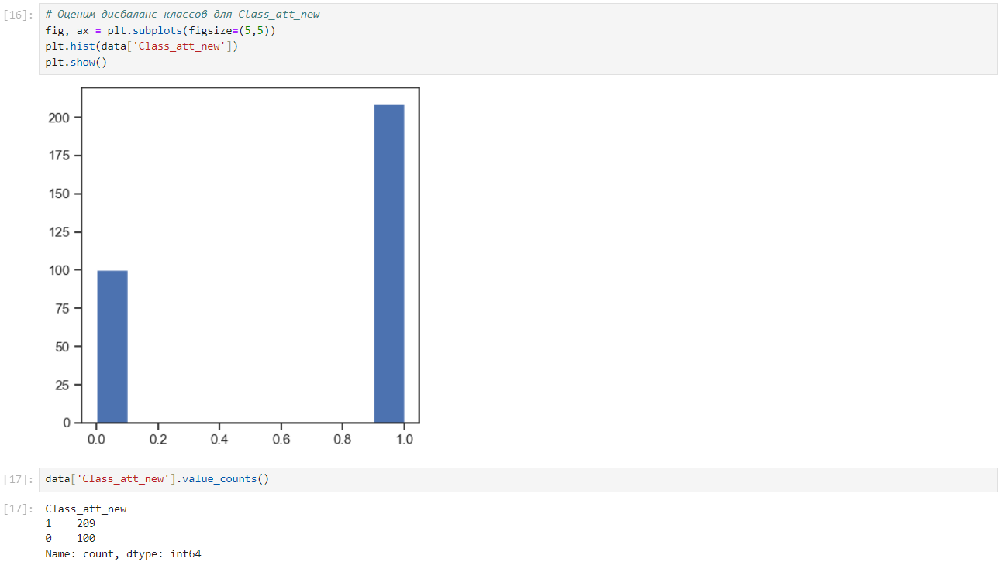 [16]:
# Оценим дисбаланс классов для Class_att_new
fig, ax = plt.subplots(figsize=(5,5))
plt.hist(data['Class_att_new'])
plt.show()
200
175
150
125
100
75
50
25
0
0.0 0.2 0.4 0.6 0.8 1.0
[17]:
data['Class_att_new'].value_counts()
[17]:
Class_att_new
1    209
0    100
Name: count, dtype: int64